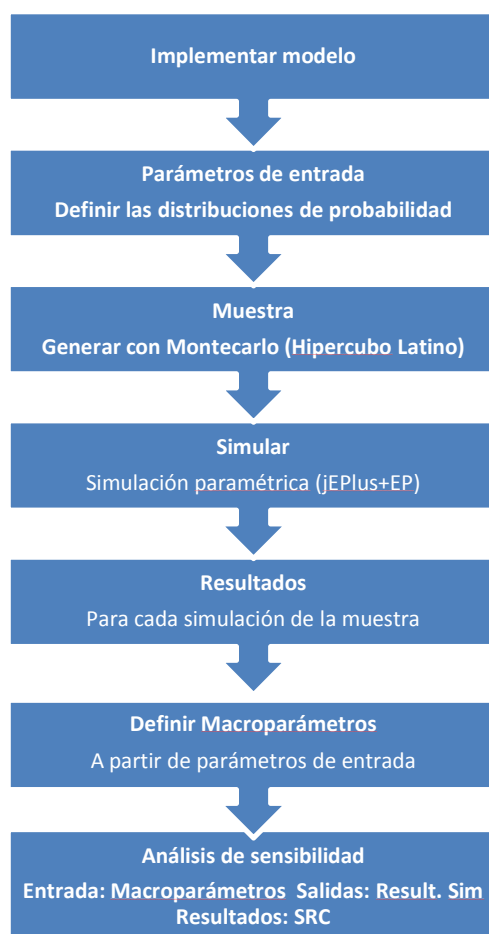 Implementar modelo
Parámetros de entrada
Definir las distribuciones de probabilidad
Muestra
Generar con Montecarlo (Hipercubo Latino)
Simular
Simulación paramétrica (jEPlus+EP)
Resultados
Para cada simulación de la muestra
Definir Macroparámetros
A partir de parámetros de entrada
Análisis de sensibilidad
Entrada: Macroparámetros Salidas: Result. Sim
Resultados: SRC